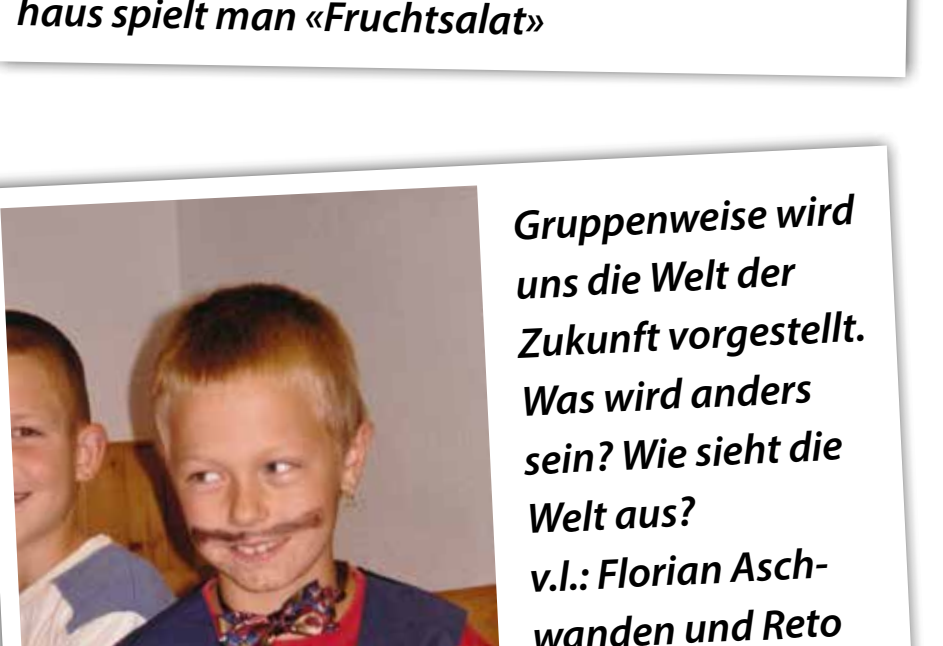 haus spielt man «Fruchtsalat»
Gruppenweise wird
uns die Welt der
Zukunft vorgestellt.
Was wird anders
sein? Wie sieht die
Welt aus?
v.l.: Florian Asch-
wanden und Reto